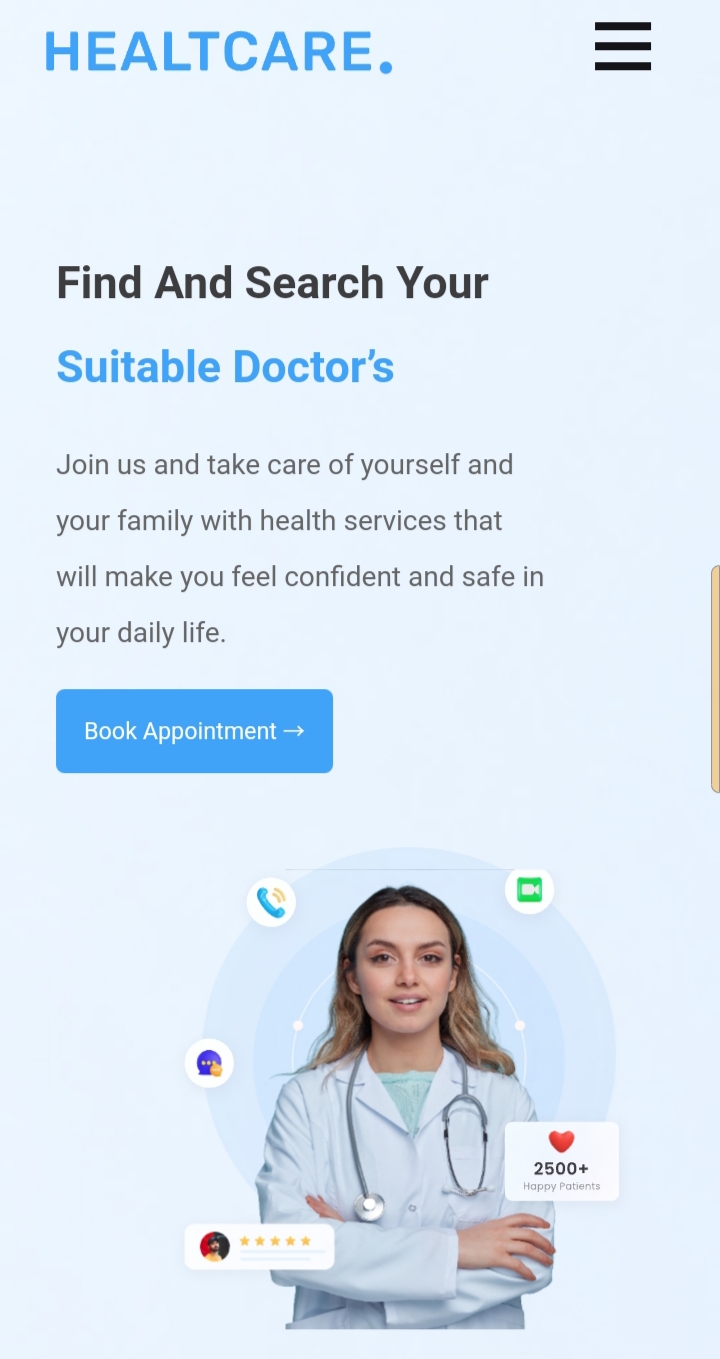 HEALTCARE.
Find And Search Your
Suitable Doctor’s
Join us and take care of yourself and
your family with health services that
will make you feel confident and safe in
your daily life.
Book Appointment →
2500+
Happy Patients